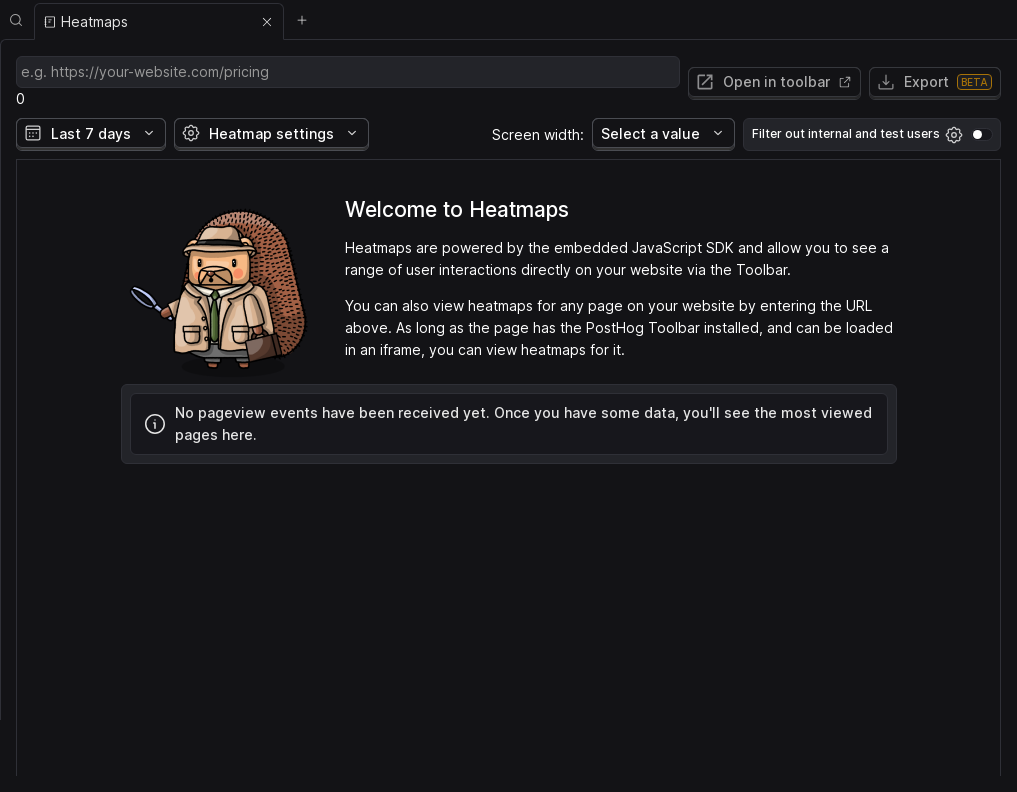 Heatmaps
e.g. https://your-website.com/pricing
Open in toolbar
Export BETA
0
Last 7 days
Heatmap settings
Screen width:
Select a value
Filter out internal and test users
Welcome to Heatmaps
Heatmaps are powered by the embedded JavaScript SDK and allow you to see a
range of user interactions directly on your website via the Toolbar.
You can also view heatmaps for any page on your website by entering the URL
above. As long as the page has the PostHog Toolbar installed, and can be loaded
in an iframe, you can view heatmaps for it.
No pageview events have been received yet. Once you have some data, you'll see the most viewed
pages here.